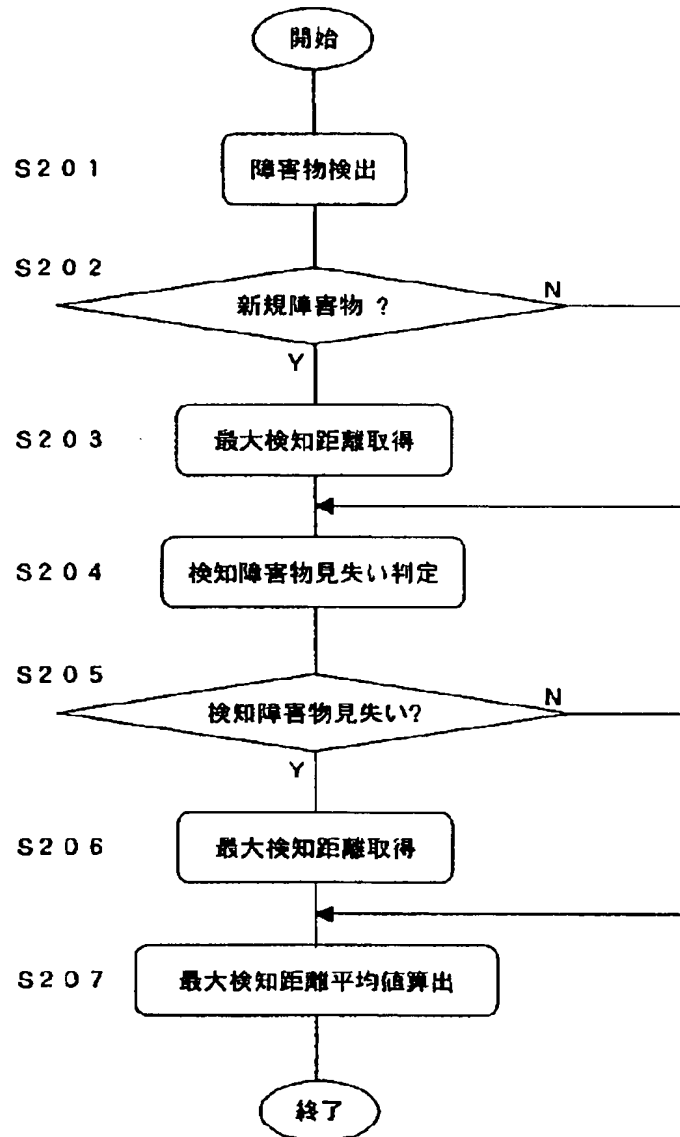 開始
S201
障害物検出
S202
新規障害物 ?
N
Y
S203
最大検知距離取得
S204
検知障害物見失い判定
S205
検知障害物見失い?
N
Y
S206
最大検知距離取得
S207
最大検知距離平均値算出
終了